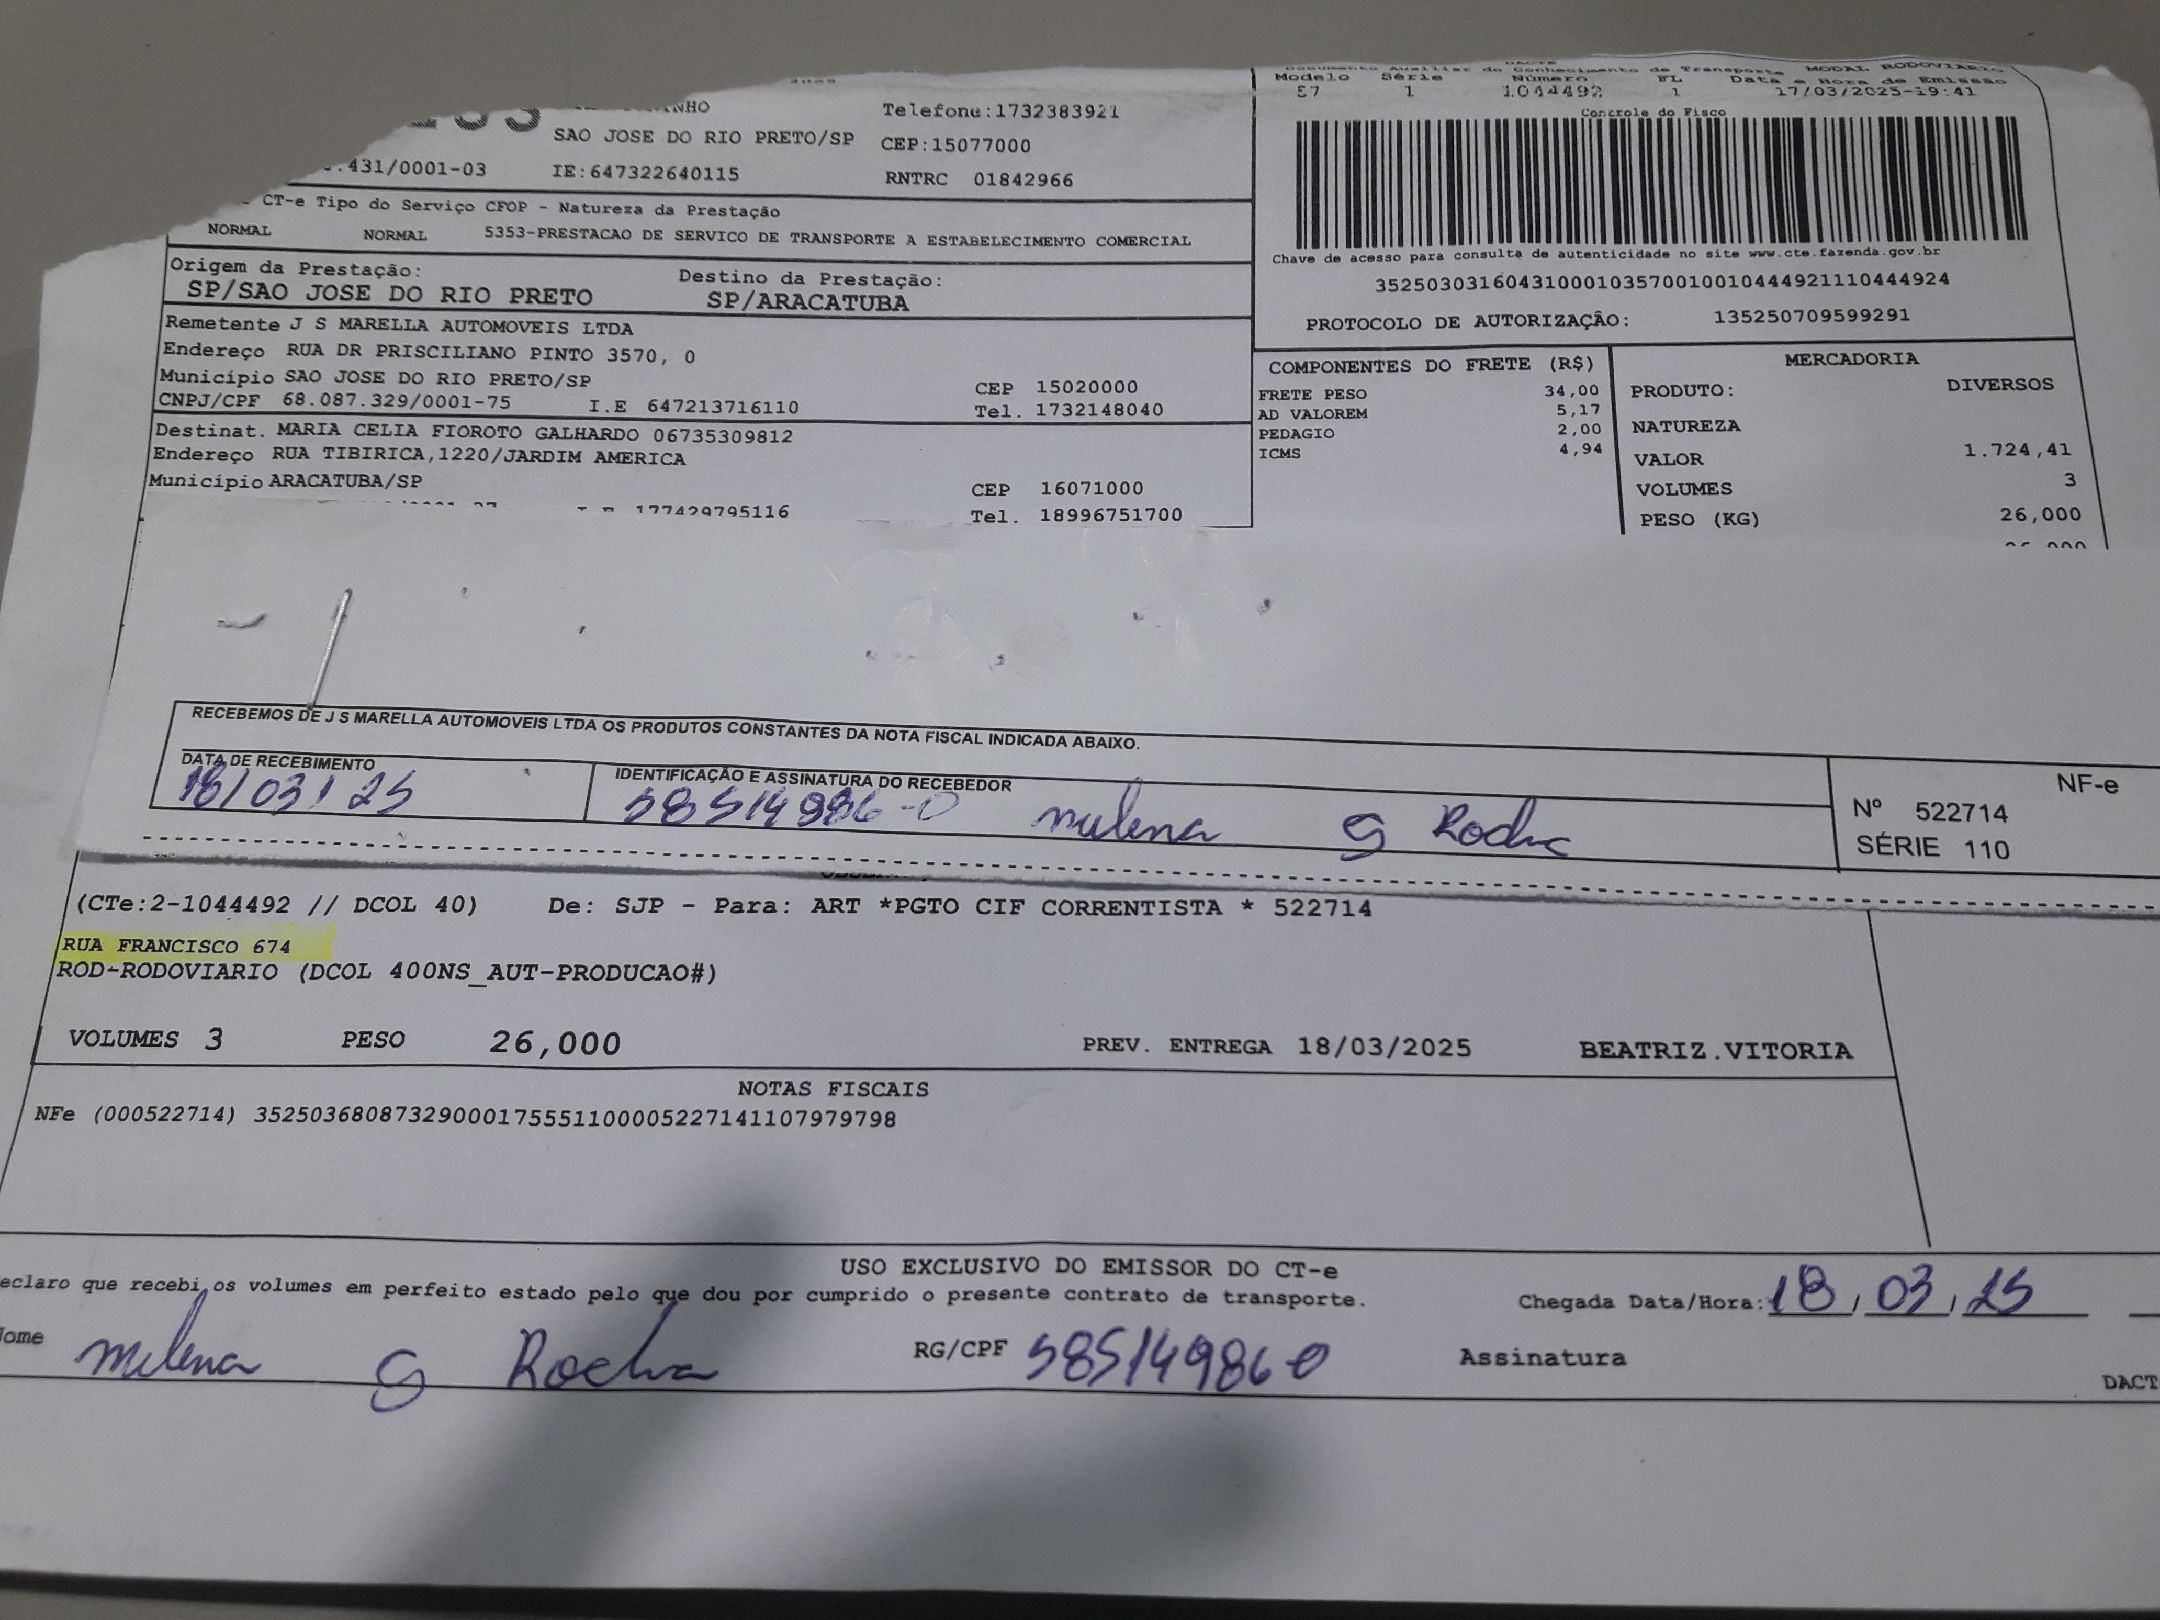 Documento Auxiliar do Conhecimento de Transporte MODAL RODOVIARIO
Modelo Série Número FL Data e Hora de Emissão
57 1 1044492 1 17/03/2025-19:41
Telefone:1732383921
SAO JOSE DO RIO PRETO/SP CEP:15077000
.431/0001-03 IE:647322640115 RNTRC 01842966
Controle do Fisco
CT-e Tipo do Serviço CFOP - Natureza da Prestação
NORMAL NORMAL 5353-PRESTACAO DE SERVICO DE TRANSPORTE A ESTABELECIMENTO COMERCIAL
Chave de acesso para consulta de autenticidade no site www.cte.fazenda.gov.br
35250303160431000103570010010444921110444924
PROTOCOLO DE AUTORIZAÇÃO: 135250709599291
Origem da Prestação: Destino da Prestação:
SP/SAO JOSE DO RIO PRETO SP/ARACATUBA
Remetente J S MARELLA AUTOMOVEIS LTDA
Endereço RUA DR PRISCILIANO PINTO 3570, 0
Município SAO JOSE DO RIO PRETO/SP CEP 15020000
CNPJ/CPF 68.087.329/0001-75 I.E 647213716110 Tel. 1732148040
Destinat. MARIA CELIA FIOROTO GALHARDO 06735309812
Endereço RUA TIBIRICA,1220/JARDIM AMERICA
Município ARACATUBA/SP CEP 16071000
177429795116 Tel. 18996751700
COMPONENTES DO FRETE (R$)
FRETE PESO 34,00
AD VALOREM 5,17
PEDAGIO 2,00
ICMS 4,94
MERCADORIA
PRODUTO: DIVERSOS
NATUREZA
VALOR 1.724,41
VOLUMES 3
PESO (KG) 26,000
RECEBEMOS DE J S MARELLA AUTOMOVEIS LTDA OS PRODUTOS CONSTANTES DA NOTA FISCAL INDICADA ABAIXO.
DATA DE RECEBIMENTO IDENTIFICAÇÃO E ASSINATURA DO RECEBEDOR
18/03/25 58514986-0 Milena G Rocha
NF-e
Nº 522714
SÉRIE 110
(CTe:2-1044492 // DCOL 40) De: SJP - Para: ART *PGTO CIF CORRENTISTA * 522714
RUA FRANCISCO 674
ROD-RODOVIARIO (DCOL 400NS_AUT-PRODUCAO#)
VOLUMES 3 PESO 26,000 PREV. ENTREGA 18/03/2025 BEATRIZ.VITORIA
NOTAS FISCAIS
NFe (000522714) 35250368087329000175551100005227141107979798
USO EXCLUSIVO DO EMISSOR DO CT-e
eclaro que recebi os volumes em perfeito estado pelo que dou por cumprido o presente contrato de transporte. Chegada Data/Hora: 18/03/25
Nome Milena G Rocha RG/CPF 585149860 Assinatura
DACT